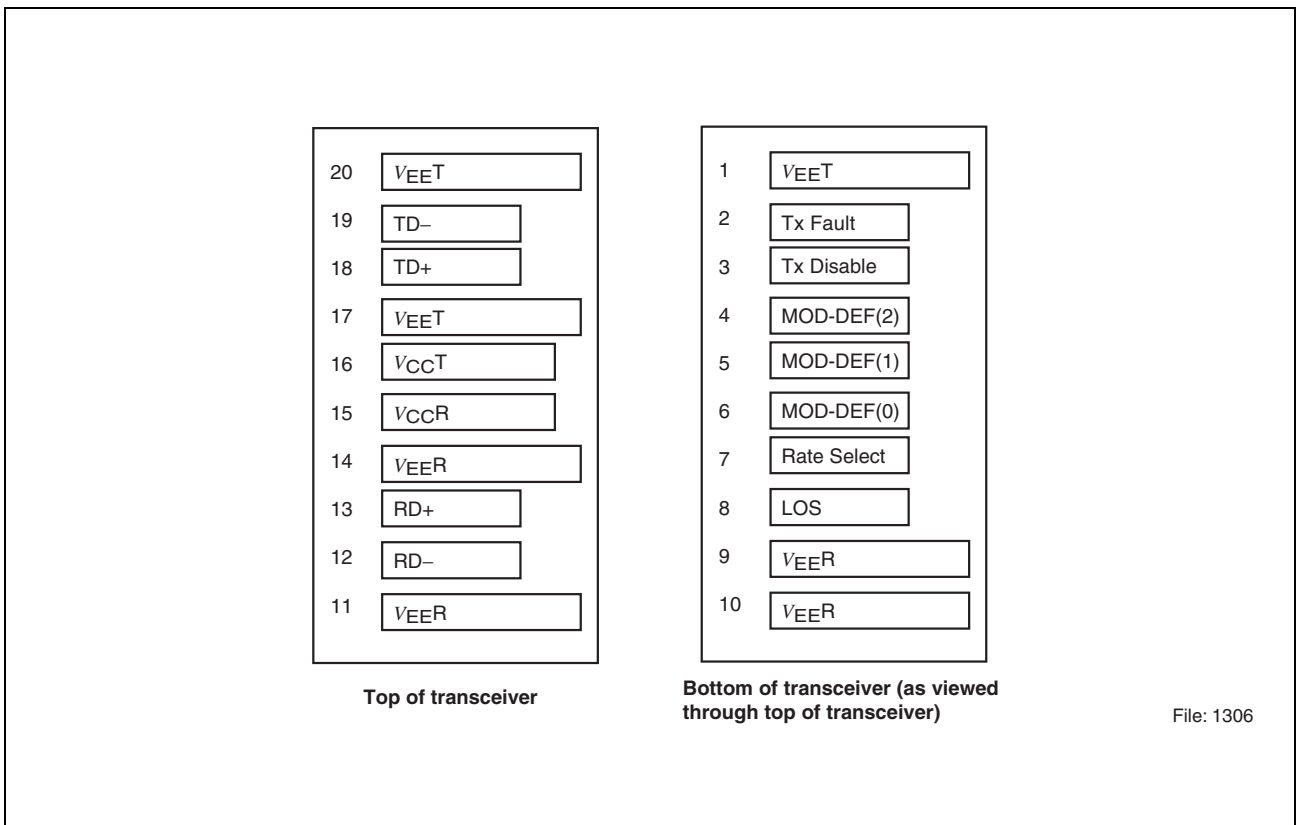 20 VEET
19 TD–
18 TD+
17 VEET
16 VCCT
15 VCCR
14 VEER
13 RD+
12 RD–
11 VEER
Top of transceiver
1 VEET
2 Tx Fault
3 Tx Disable
4 MOD-DEF(2)
5 MOD-DEF(1)
6 MOD-DEF(0)
7 Rate Select
8 LOS
9 VEER
10 VEER
Bottom of transceiver (as viewed
through top of transceiver)
File: 1306